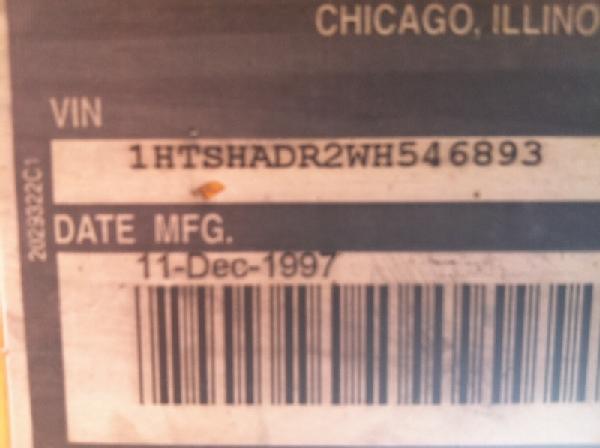 CHICAGO, ILLINO
VIN
1HTSHADR2WH546893
2029322C1
DATE MFG.
11-Dec-1997